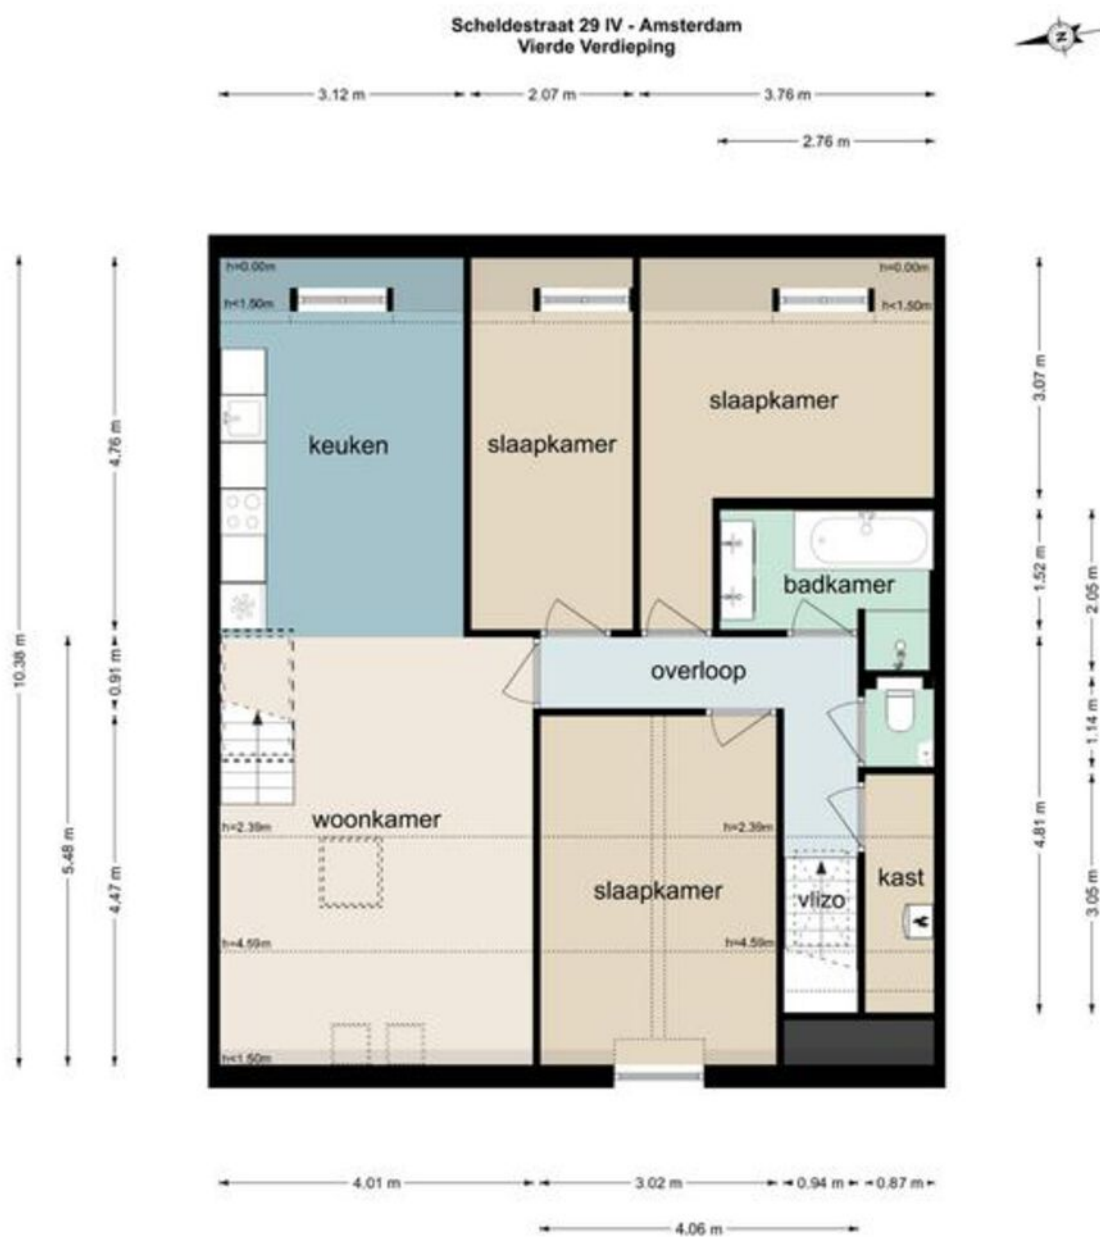 Scheldestraat 29 IV - Amsterdam
Vierde Verdieping
N
3.12 m
2.07 m
3.76 m
2.76 m
h=0.00m
h=0.00m
h<1.50m
h<1.50m
3.07 m
slaapkamer
keuken
slaapkamer
4.76 m
1.52 m
badkamer
2.05 m
10.38 m
0.91 m
overloop
1.14 m
woonkamer
h=2.39m
h=2.39m
4.81 m
5.48 m
4.47 m
slaapkamer
vlizo
kast
3.05 m
h=4.59m
h=4.59m
h<1.50m
4.01 m
3.02 m
0.94 m
0.87 m
4.06 m